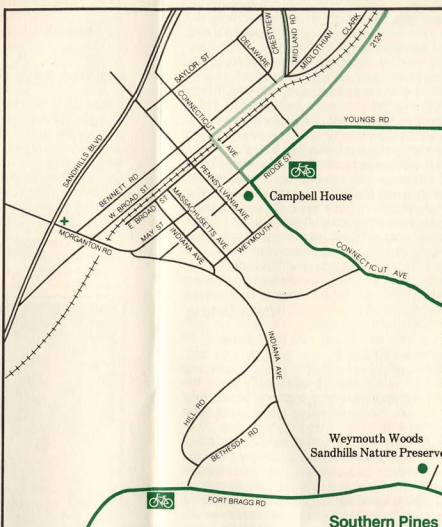 CRESTVIEW
MIDLAND RD
DELAWARE
MIDLOTHIAN
CLARK
2124
SAYLOR ST
CONNECTICUT AVE
YOUNGS RD
SANDHILLS BLVD
BENNETT RD
W. BROAD ST
E. BROAD ST
PENNSYLVANIA AVE
RIDGE ST
Campbell House
MASSACHUSETTS AVE
MORGANTON RD
MAY ST
INDIANA AVE
WEYMOUTH
CONNECTICUT AVE
INDIANA AVE
HILL RD
BETHESDA RD
Weymouth Woods
Sandhills Nature Preserve
FORT BRAGG RD
Southern Pines